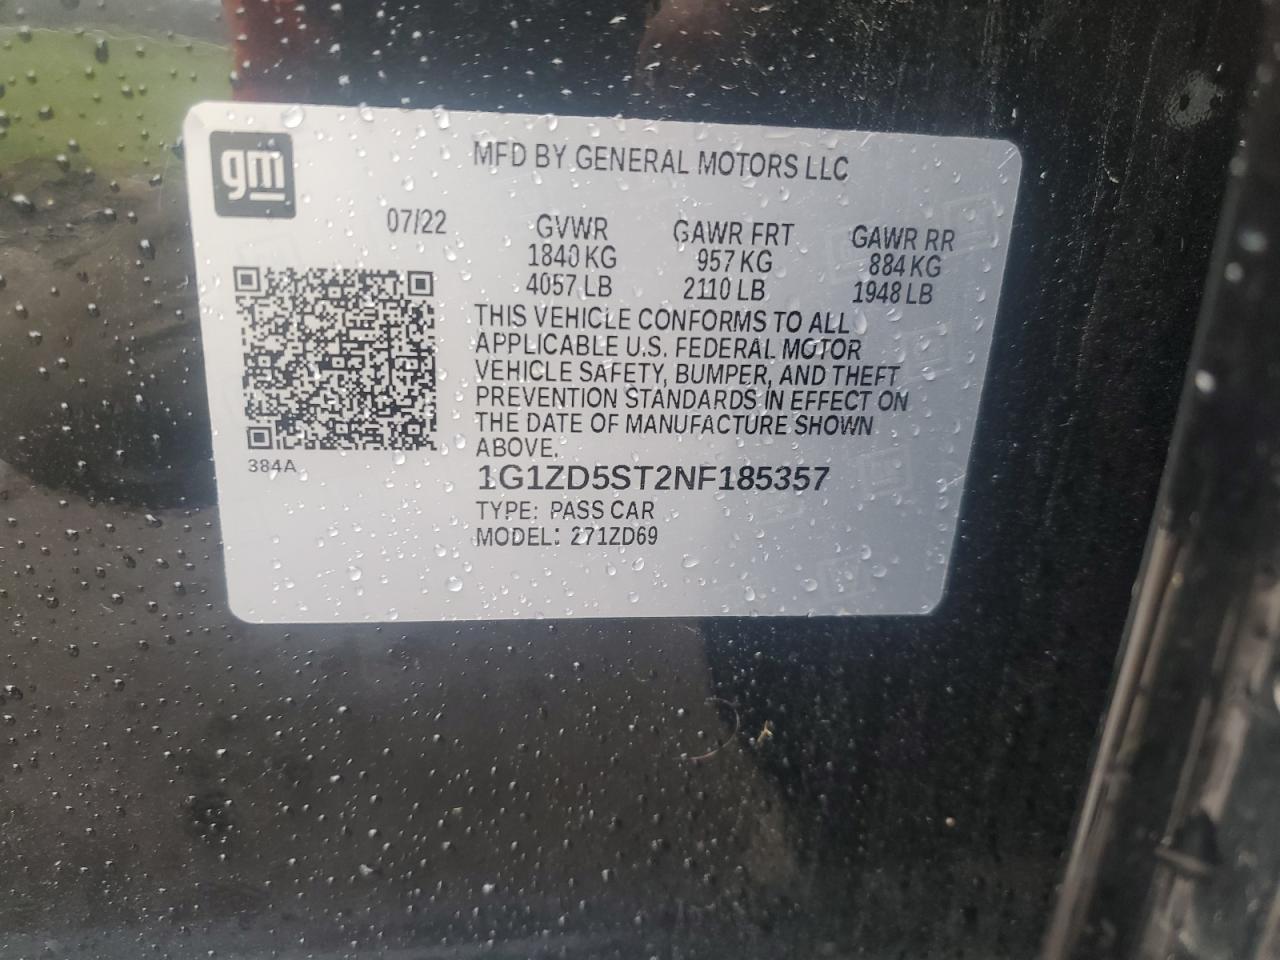 gm
MFD BY GENERAL MOTORS LLC
07/22 GVWR GAWR FRT GAWR RR
1840 KG 957 KG 884 KG
4057 LB 2110 LB 1948 LB
THIS VEHICLE CONFORMS TO ALL
APPLICABLE U.S. FEDERAL MOTOR
VEHICLE SAFETY, BUMPER, AND THEFT
PREVENTION STANDARDS IN EFFECT ON
THE DATE OF MANUFACTURE SHOWN
ABOVE.
384A
1G1ZD5ST2NF185357
TYPE: PASS CAR
MODEL: 271ZD69